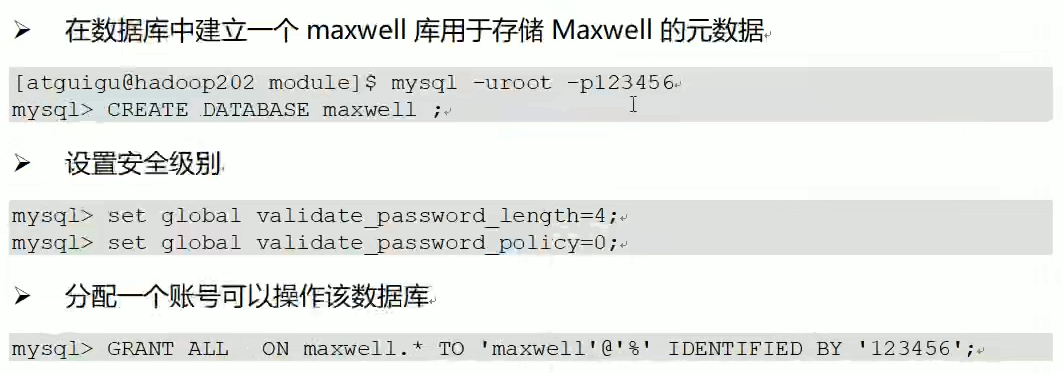 ➢ 在数据库中建立一个 maxwell 库用于存储 Maxwell 的元数据
[atguigu@hadoop202 module]$ mysql -uroot -p123456
mysql> CREATE DATABASE maxwell ;
➢ 设置安全级别
mysql> set global validate_password_length=4;
mysql> set global validate_password_policy=0;
➢ 分配一个账号可以操作该数据库
mysql> GRANT ALL   ON maxwell.* TO 'maxwell'@'%' IDENTIFIED BY '123456';